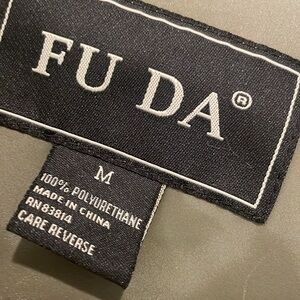 FU DA®
M
100% POLYURETHANE
MADE IN CHINA
RN 83814
CARE REVERSE